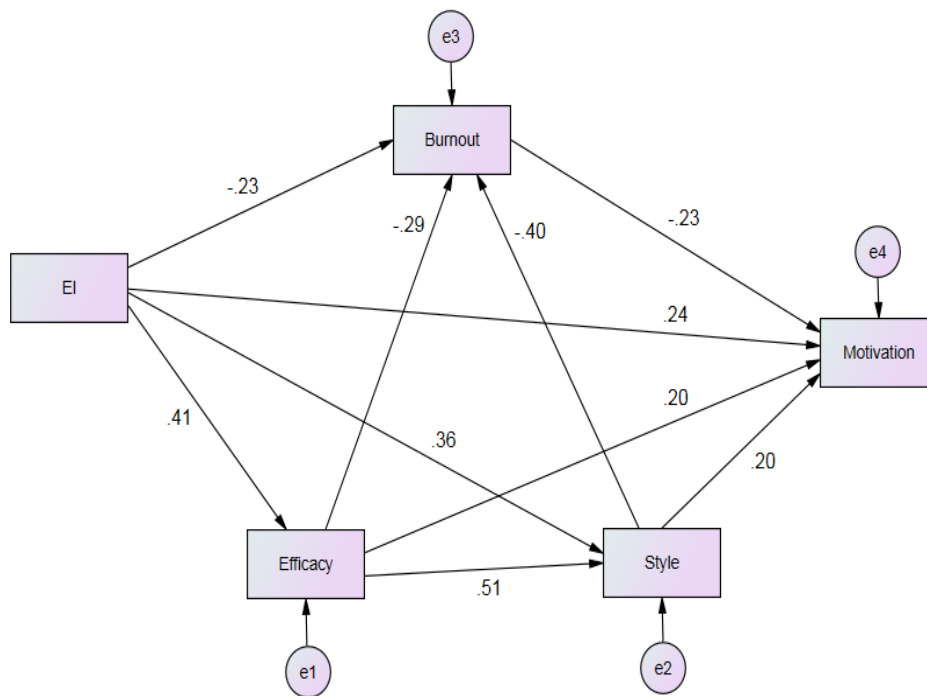 e3
Burnout
-.23
-.29
-.40
-.23
e4
EI
.24
Motivation
.20
.41
.36
.20
Efficacy
Style
.51
e1
e2